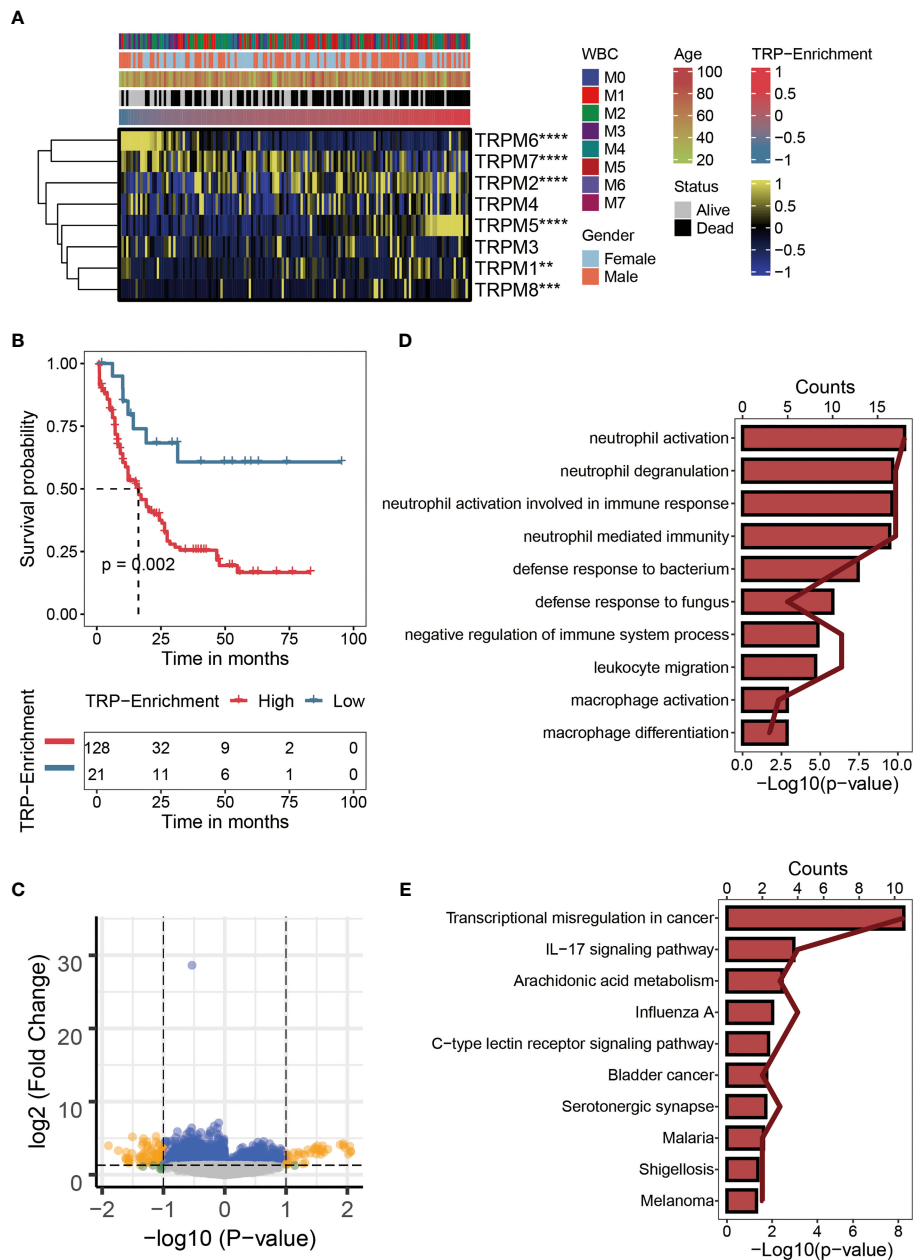 A
WBC
M0
M1
M2
M3
M4
M5
M6
M7
Gender
Female
Male
Age
100
80
60
40
20
Status
Alive
Dead
TRP−Enrichment
1
0.5
0
−0.5
−1
1
0.5
0
−0.5
−1
TRPM6****
TRPM7****
TRPM2****
TRPM4
TRPM5****
TRPM3
TRPM1**
TRPM8***
B
Survival probability
1.00
0.75
0.50
0.25
0.00
p = 0.002
0 25 50 75 100
Time in months
TRP−Enrichment High Low
TRP−Enrichment
128 32 9 2 0
21 11 6 1 0
0 25 50 75 100
Time in months
C
log2 (Fold Change)
30
20
10
0
−2 −1 0 1 2
−log10 (P−value)
D
Counts
0 5 10 15
neutrophil activation
neutrophil degranulation
neutrophil activation involved in immune response
neutrophil mediated immunity
defense response to bacterium
defense response to fungus
negative regulation of immune system process
leukocyte migration
macrophage activation
macrophage differentiation
0.0 2.5 5.0 7.5 10.0
−Log10(p−value)
E
Counts
0 2 4 6 8 10
Transcriptional misregulation in cancer
IL−17 signaling pathway
Arachidonic acid metabolism
Influenza A
C−type lectin receptor signaling pathway
Bladder cancer
Serotonergic synapse
Malaria
Shigellosis
Melanoma
0 2 4 6 8
−Log10(p−value)